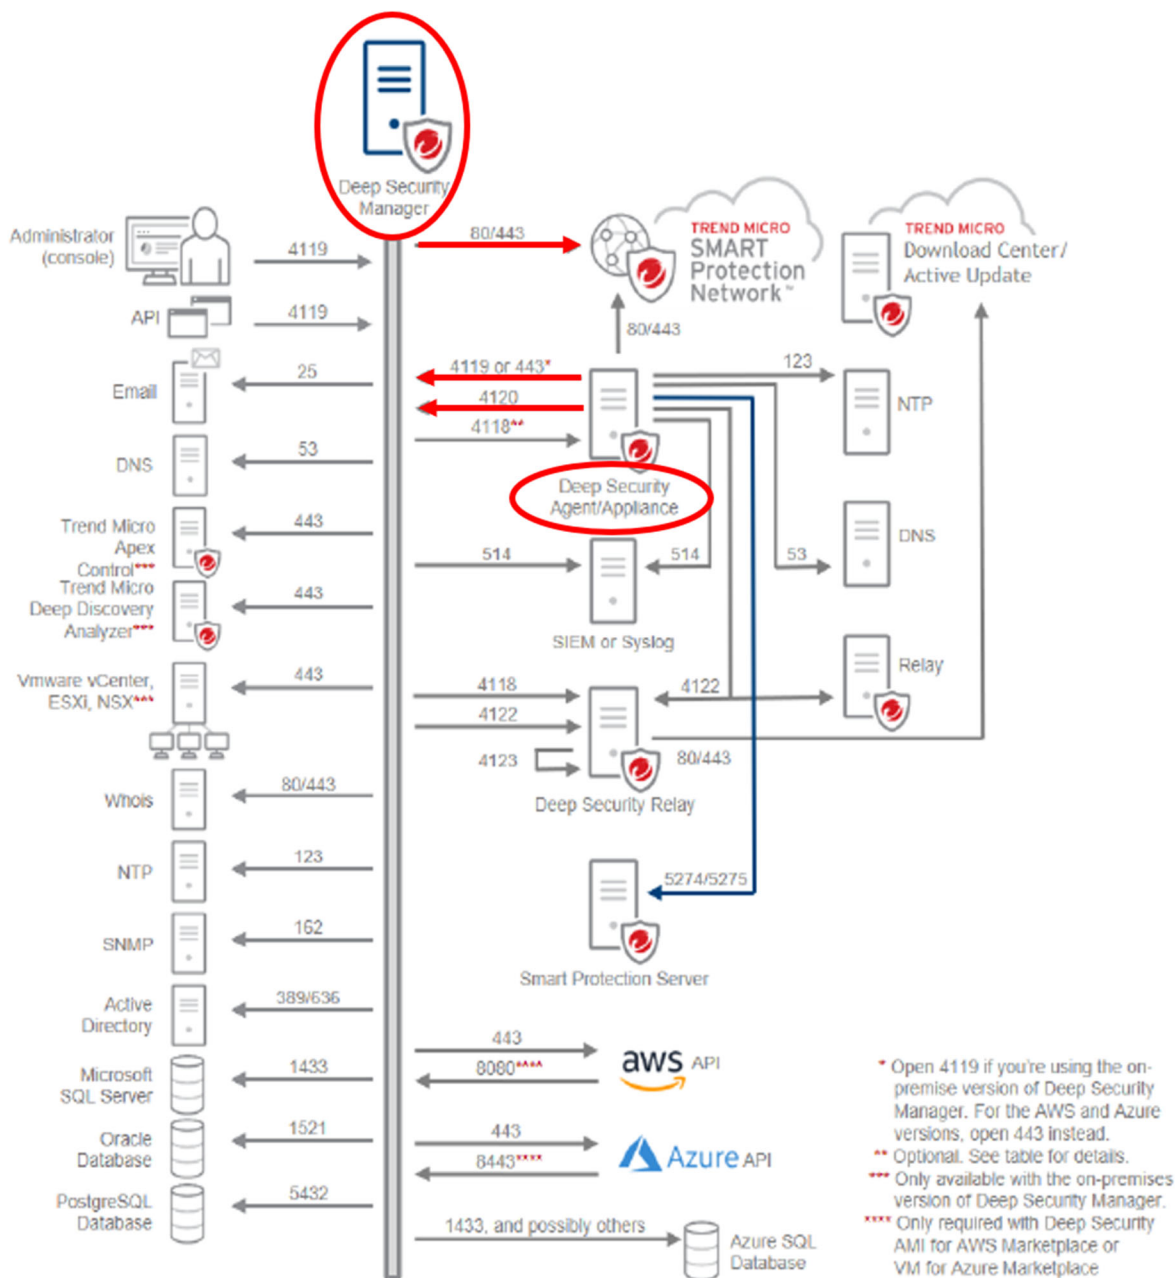 Deep Security
Manager
Administrator
(console)
4119
API
4119
Email
25
DNS
53
Trend Micro
Apex
Control***
443
Trend Micro
Deep Discovery
Analyzer***
443
Vmware vCenter,
ESXi, NSX***
443
Whois
80/443
NTP
123
SNMP
162
Active
Directory
389/636
Microsoft
SQL Server
1433
Oracle
Database
1521
PostgreSQL
Database
5432
80/443
TREND MICRO
SMART
Protection
Network™
TREND MICRO
Download Center/
Active Update
80/443
4119 or 443*
4120
4118**
Deep Security
Agent/Appliance
123
NTP
514
SIEM or Syslog
514
53
DNS
4118
4122
4123
Deep Security Relay
4122
Relay
80/443
5274/5275
Smart Protection Server
443
8080****
aws API
443
8443****
Azure API
1433, and possibly others
Azure SQL
Database
* Open 4119 if you're using the on-
premise version of Deep Security
Manager. For the AWS and Azure
versions, open 443 instead.
** Optional. See table for details.
*** Only available with the on-premises
version of Deep Security Manager.
**** Only required with Deep Security
AMI for AWS Marketplace or
VM for Azure Marketplace